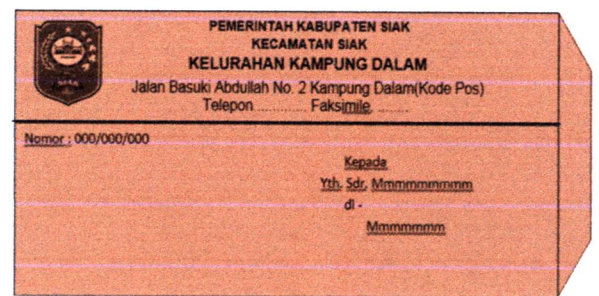 PEMERINTAH KABUPATEN SIAK
KECAMATAN SIAK
KELURAHAN KAMPUNG DALAM
Jalan Basuki Abdullah No. 2 Kampung Dalam(Kode Pos)
Telepon.............. Faksimile. .........
Nomor : 000/000/000
Kepada
Yth. Sdr. Mmmmmmmmm
di -
Mmmmmmm